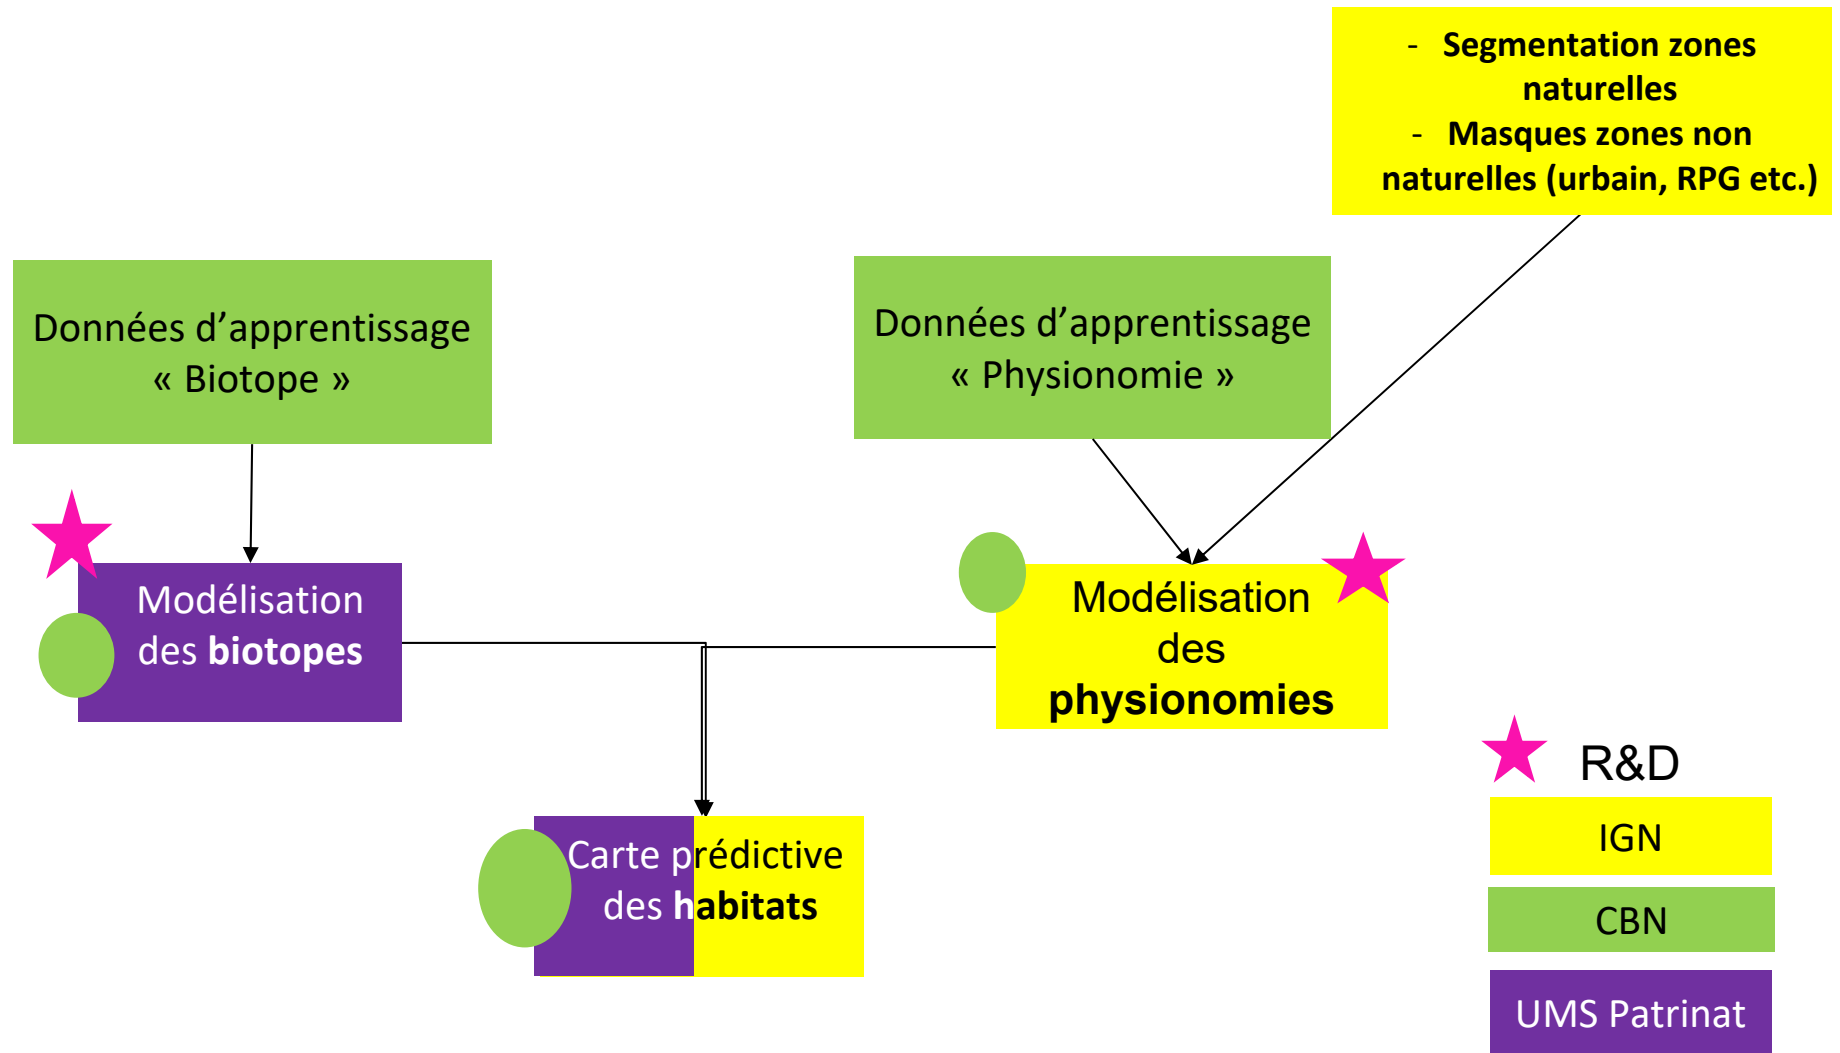 - Segmentation zones
naturelles
- Masques zones non
naturelles (urbain, RPG etc.)
Données d’apprentissage
« Biotope »
Données d’apprentissage
« Physionomie »
Modélisation
des biotopes
Modélisation
des
physionomies
Carte prédictive
des habitats
R&D
IGN
CBN
UMS Patrinat